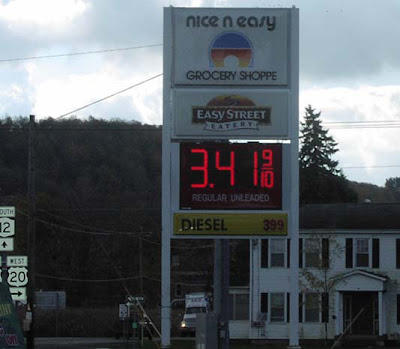 nice n easy
GROCERY SHOPPE
EASY STREET
EATERY
3.41 9/10
REGULAR UNLEADED
DIESEL 399
SOUTH
12
WEST
20